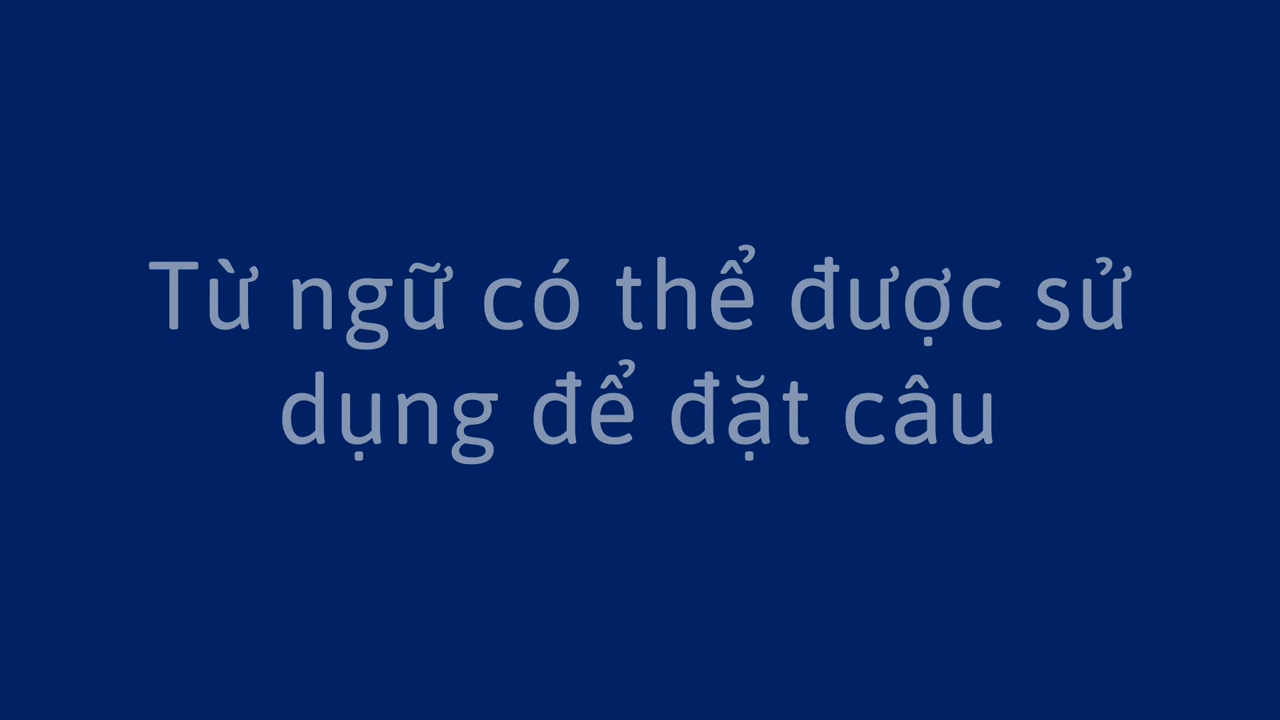 Từ ngữ có thể được sử
dụng để đặt câu